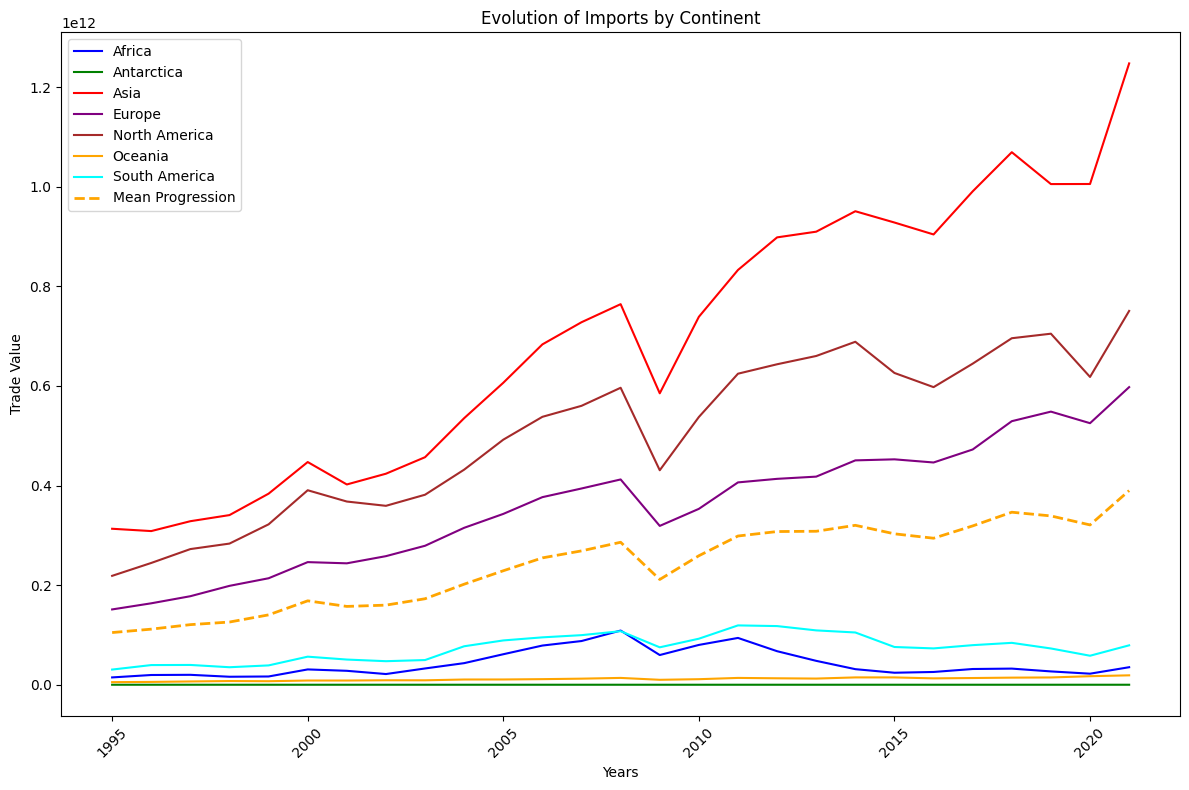 Evolution of Imports by Continent
1e12
Africa
Antarctica
Asia
Europe
North America
Oceania
South America
Mean Progression
1.2
1.0
0.8
0.6
0.4
0.2
0.0
Trade Value
1995
2000
2005
2010
2015
2020
Years